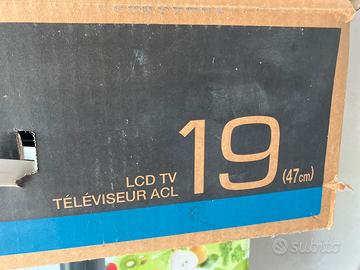 LCD TV
TÉLÉVISEUR ACL
19 (47cm)
subito